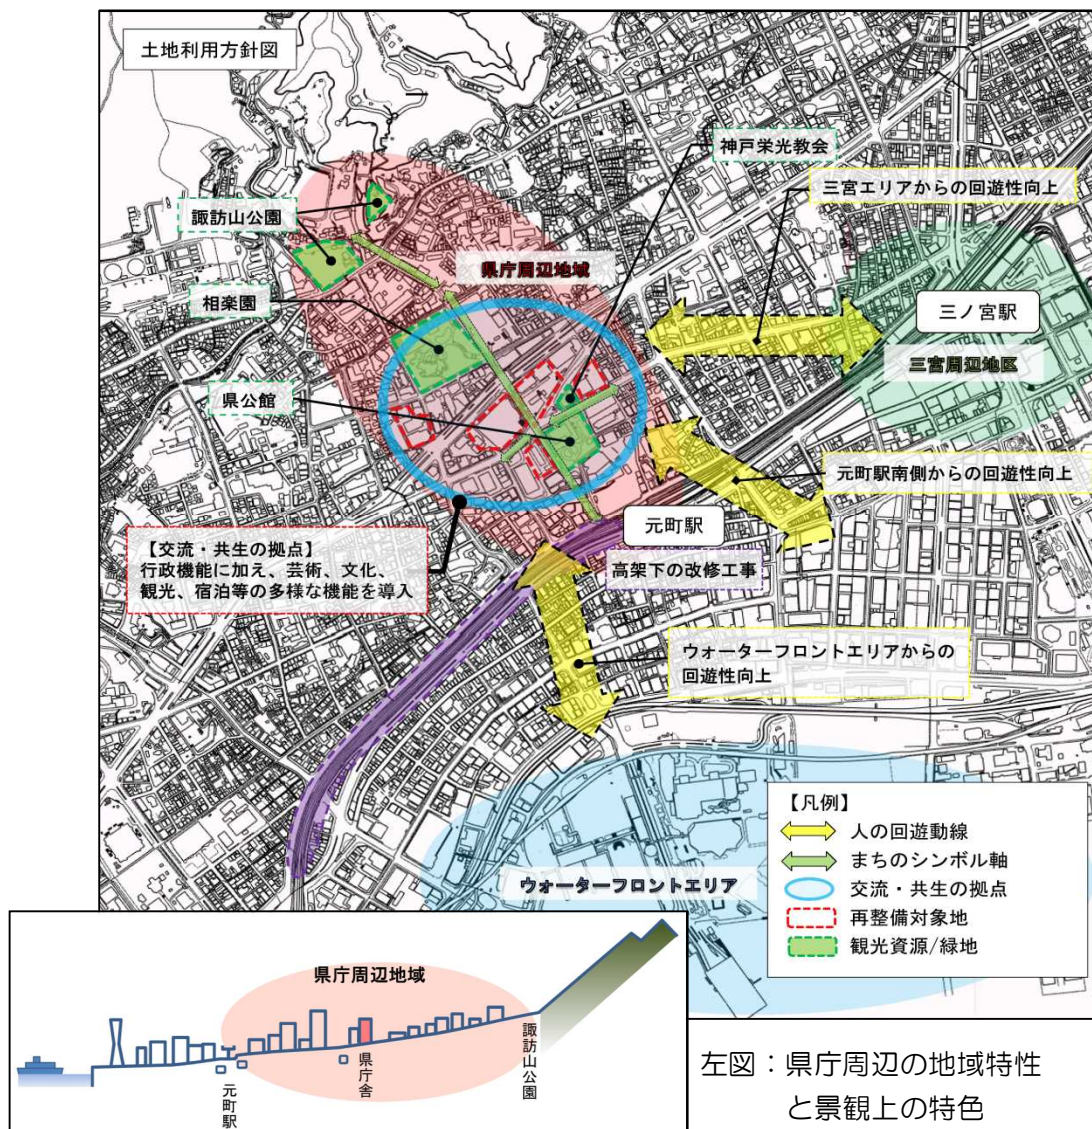 土地利用方針図
神戸栄光教会
三宮エリアからの回遊性向上
諏訪山公園
県庁周辺地域
相楽園
三ノ宮駅
三宮周辺地区
県公館
元町駅南側からの回遊性向上
元町駅
高架下の改修工事
【交流・共生の拠点】
行政機能に加え、芸術、文化、
観光、宿泊等の多様な機能を導入
ウォーターフロントエリアからの
回遊性向上
ウォーターフロントエリア
【凡例】
人の回遊動線
まちのシンボル軸
交流・共生の拠点
再整備対象地
観光資源/緑地
県庁周辺地域
元町駅
県庁舎
諏訪山公園
左図：県庁周辺の地域特性
と景観上の特色